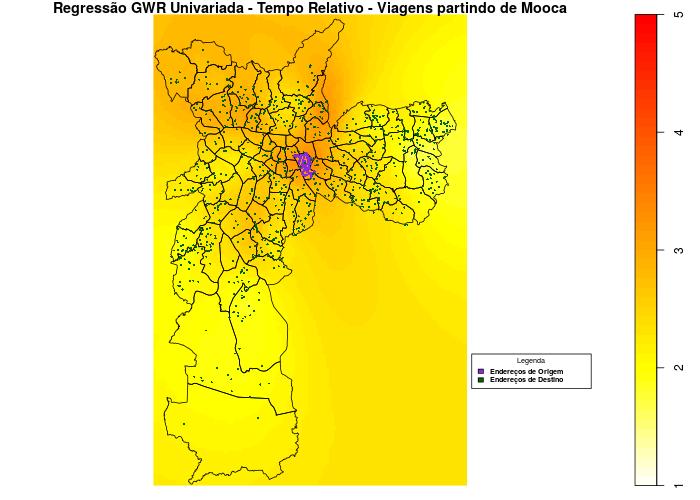 Regressão GWR Univariada - Tempo Relativo - Viagens partindo de Mooca
5
4
3
2
1
Legenda
Endereços de Origem
Endereços de Destino